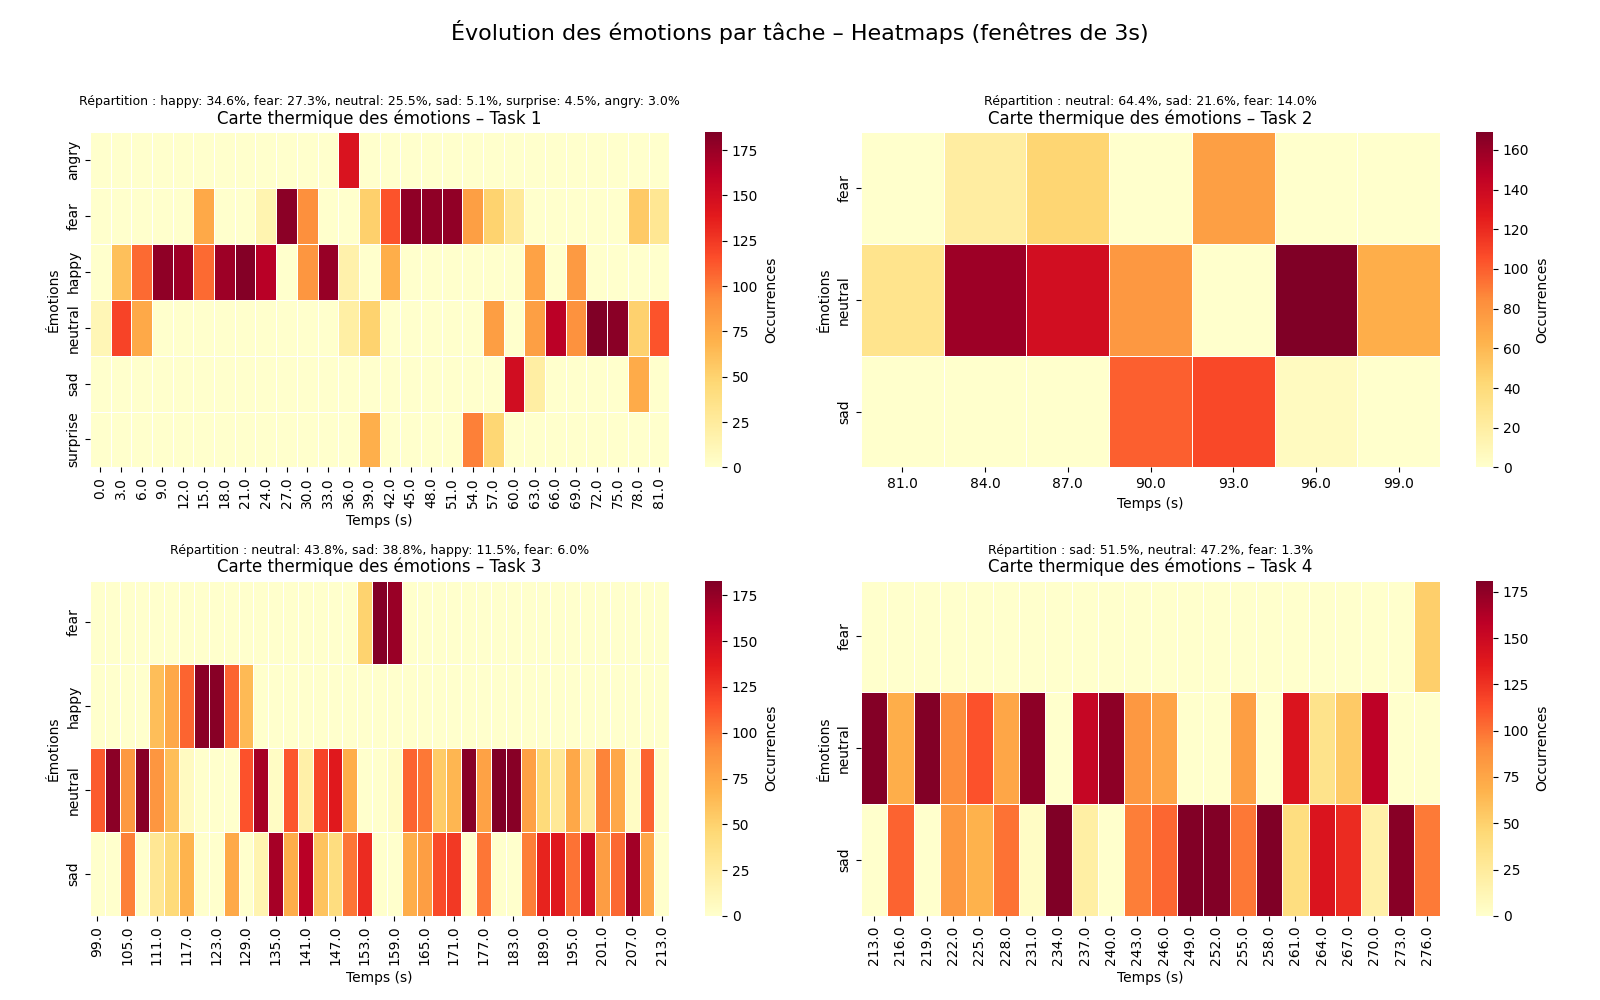 Évolution des émotions par tâche – Heatmaps (fenêtres de 3s)
Répartition : happy: 34.6%, fear: 27.3%, neutral: 25.5%, sad: 5.1%, surprise: 4.5%, angry: 3.0%
Carte thermique des émotions – Task 1
Émotions
angry
fear
happy
neutral
sad
surprise
0.0 3.0 6.0 9.0 12.0 15.0 18.0 21.0 24.0 27.0 30.0 33.0 36.0 39.0 42.0 45.0 48.0 51.0 54.0 57.0 60.0 63.0 66.0 69.0 72.0 75.0 78.0 81.0
Temps (s)
175
150
125
100
75
50
25
0
Occurrences
Répartition : neutral: 64.4%, sad: 21.6%, fear: 14.0%
Carte thermique des émotions – Task 2
Émotions
fear
neutral
sad
81.0 84.0 87.0 90.0 93.0 96.0 99.0
Temps (s)
160
140
120
100
80
60
40
20
0
Occurrences
Répartition : neutral: 43.8%, sad: 38.8%, happy: 11.5%, fear: 6.0%
Carte thermique des émotions – Task 3
Émotions
fear
happy
neutral
sad
99.0 105.0 111.0 117.0 123.0 129.0 135.0 141.0 147.0 153.0 159.0 165.0 171.0 177.0 183.0 189.0 195.0 201.0 207.0 213.0
Temps (s)
175
150
125
100
75
50
25
0
Occurrences
Répartition : sad: 51.5%, neutral: 47.2%, fear: 1.3%
Carte thermique des émotions – Task 4
Émotions
fear
neutral
sad
213.0 216.0 219.0 222.0 225.0 228.0 231.0 234.0 237.0 240.0 243.0 246.0 249.0 252.0 255.0 258.0 261.0 264.0 267.0 270.0 273.0 276.0
Temps (s)
175
150
125
100
75
50
25
0
Occurrences